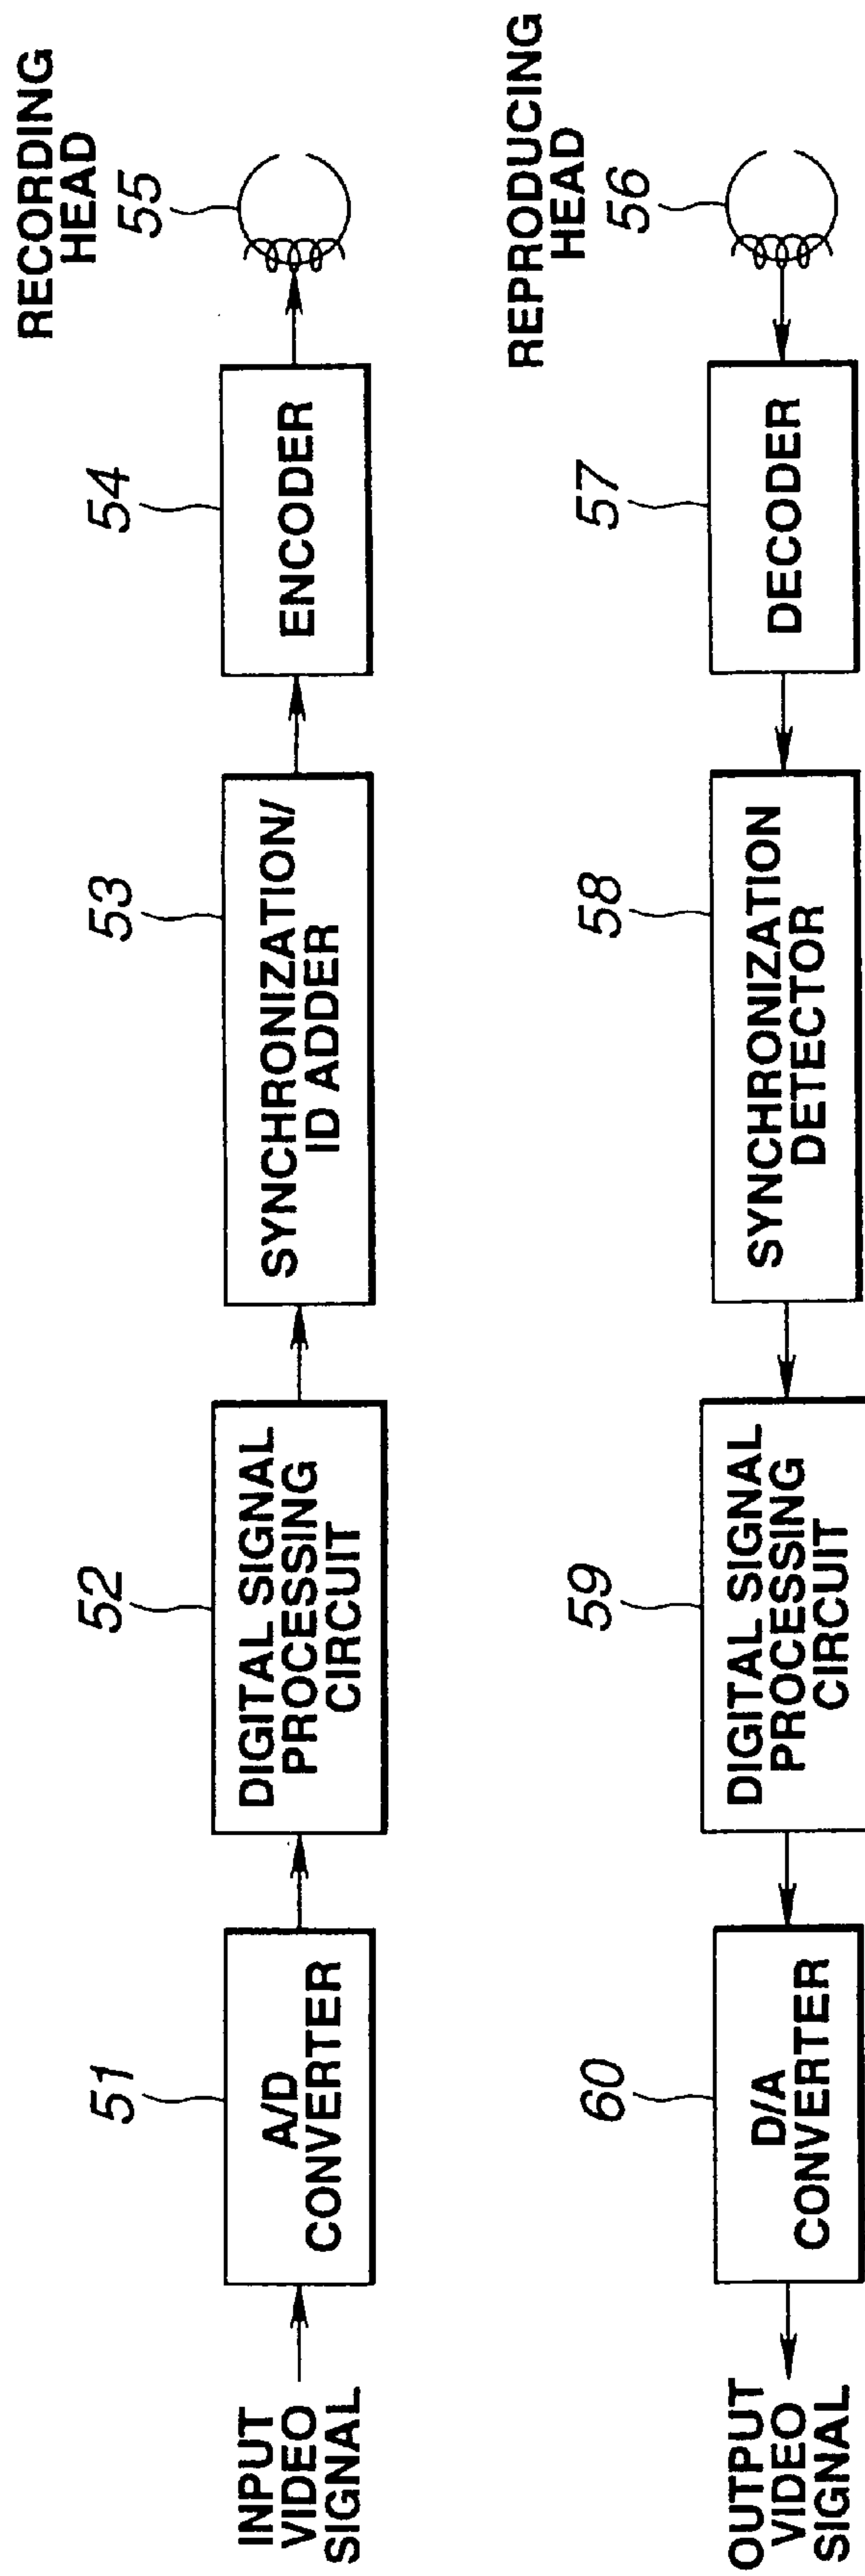 INPUT
VIDEO
SIGNAL
51
A/D
CONVERTER
52
DIGITAL SIGNAL
PROCESSING
CIRCUIT
53
SYNCHRONIZATION/
ID ADDER
54
ENCODER
RECORDING
HEAD
55
OUTPUT
VIDEO
SIGNAL
60
D/A
CONVERTER
59
DIGITAL SIGNAL
PROCESSING
CIRCUIT
58
SYNCHRONIZATION
DETECTOR
57
DECODER
REPRODUCING
HEAD
56